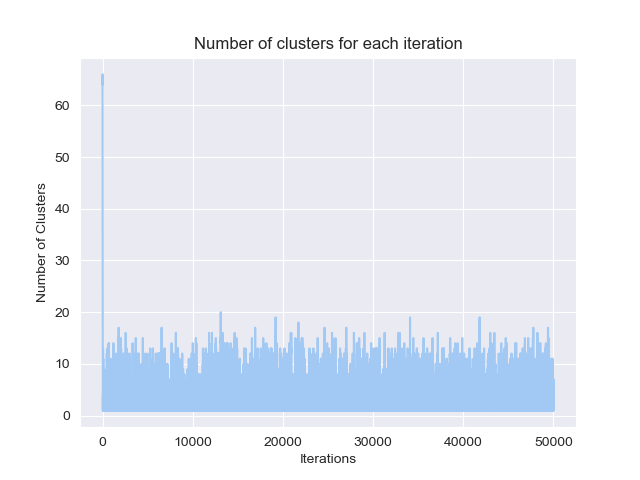 Number of clusters for each iteration
60
50
40
30
20
10
0
Number of Clusters
0 10000 20000 30000 40000 50000
Iterations